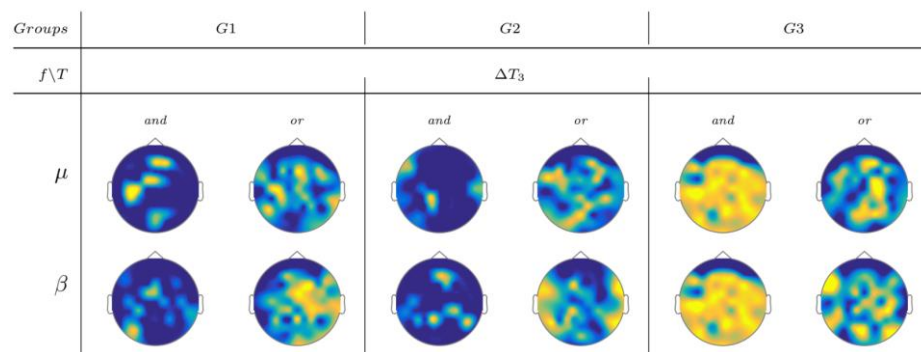 Groups G1 G2 G3
f\T ΔT₃
and or and or and or
μ
β